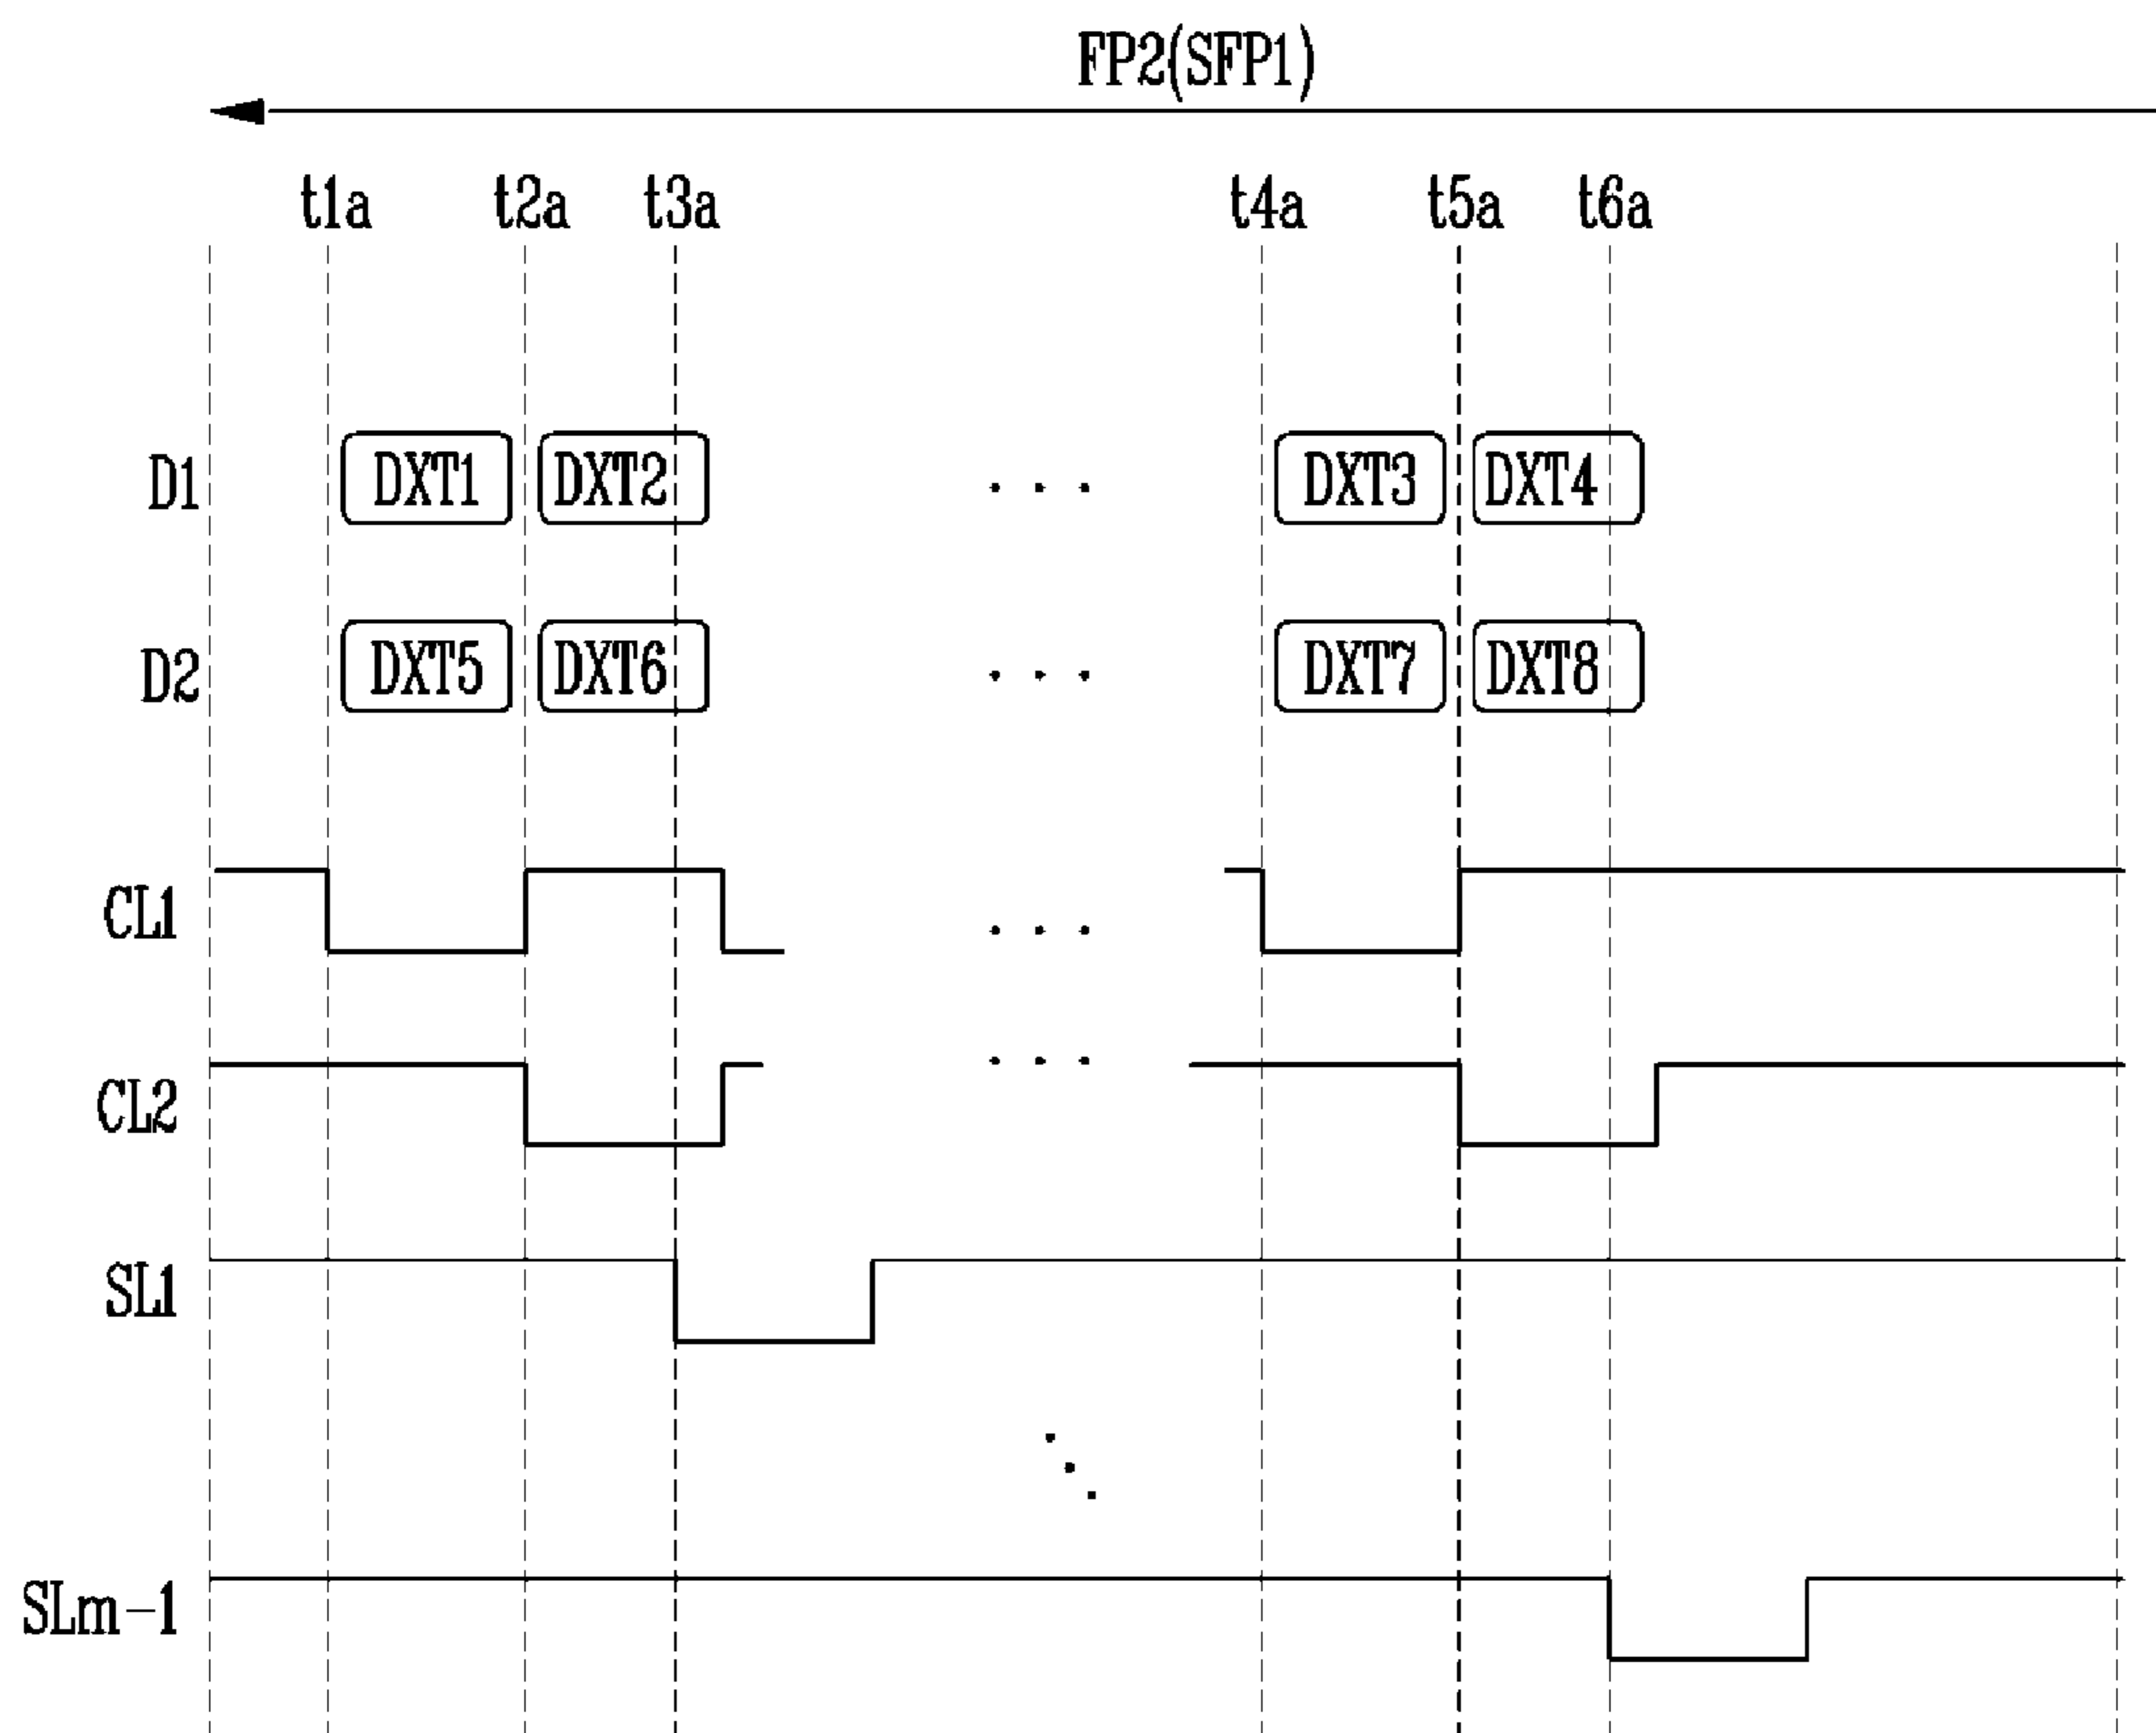 FP2(SFP1)
t1a t2a t3a t4a t5a t6a
D1 DXT1 DXT2 . . . DXT3 DXT4
D2 DXT5 DXT6 . . . DXT7 DXT8
CL1 . . .
CL2 . . .
SL1
SLm-1